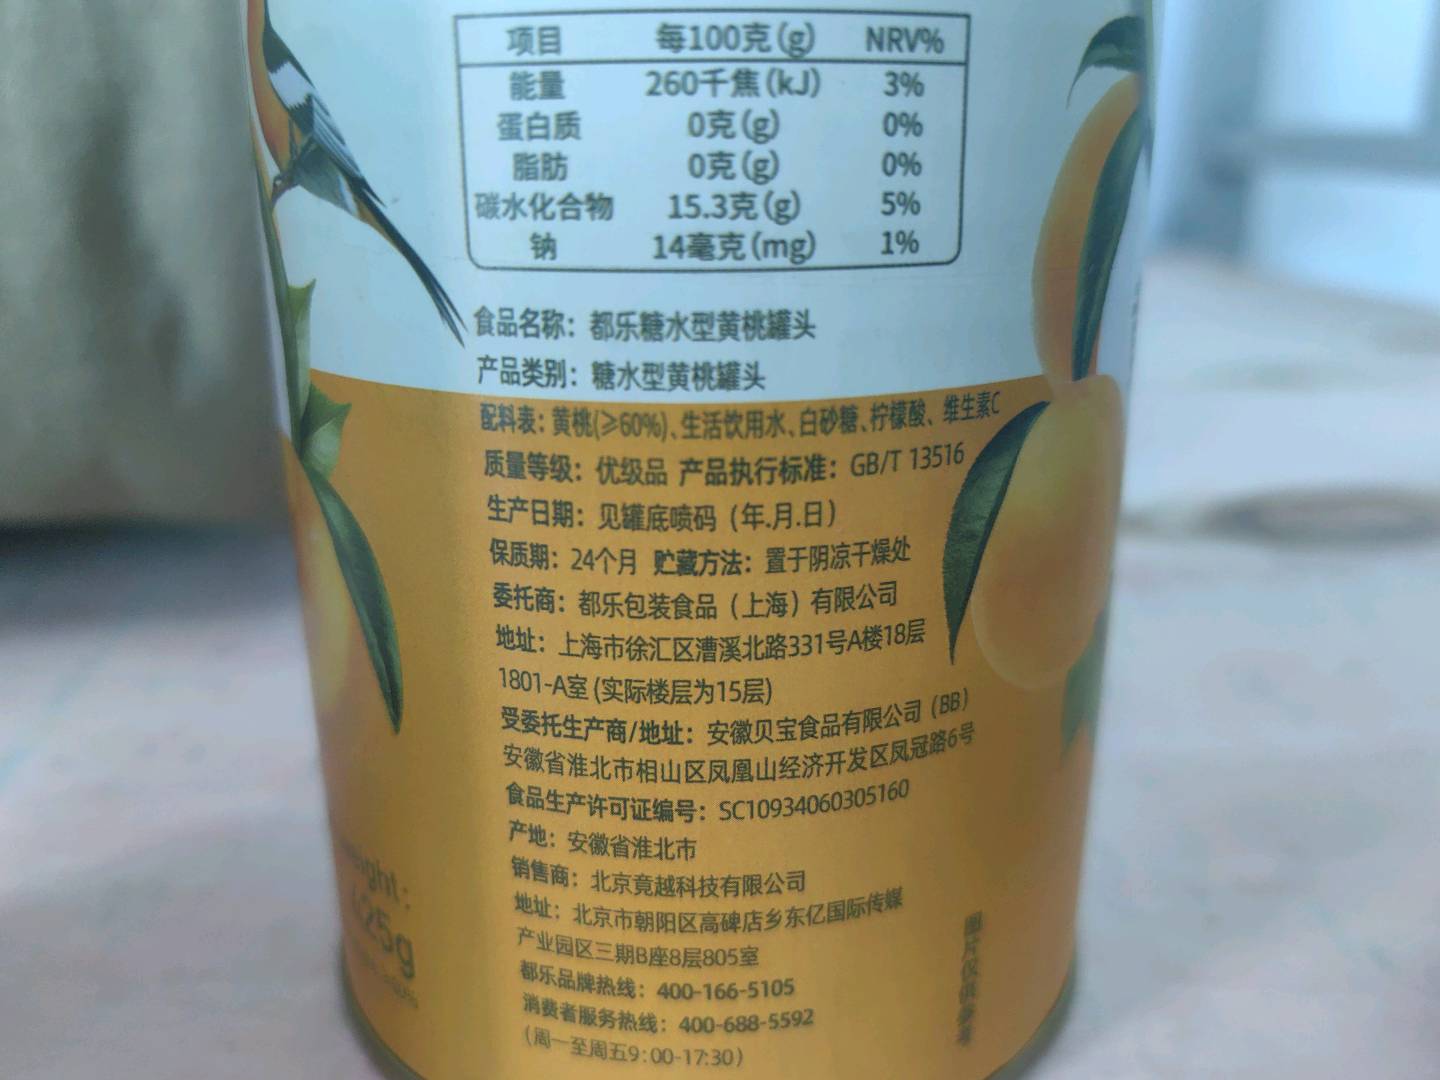 项目 每100克(g) NRV%
能量 260千焦(kJ) 3%
蛋白质 0克(g) 0%
脂肪 0克(g) 0%
碳水化合物 15.3克(g) 5%
钠 14毫克(mg) 1%
食品名称：都乐糖水型黄桃罐头
产品类别：糖水型黄桃罐头
配料表：黄桃(≥60%)、生活饮用水、白砂糖、柠檬酸、维生素C
质量等级：优级品 产品执行标准：GB/T 13516
生产日期：见罐底喷码（年.月.日）
保质期：24个月 贮藏方法：置于阴凉干燥处
委托商：都乐包装食品（上海）有限公司
地址：上海市徐汇区漕溪北路331号A楼18层
1801-A室(实际楼层为15层)
受委托生产商/地址：安徽贝宝食品有限公司（BB）
安徽省淮北市相山区凤凰山经济开发区凤冠路6号
食品生产许可证编号：SC10934060305160
产地：安徽省淮北市
销售商：北京竟越科技有限公司
地址：北京市朝阳区高碑店乡东亿国际传媒
产业园区三期B座8层805室
都乐品牌热线：400-166-5105
消费者服务热线：400-688-5592
（周一至周五9:00-17:30）
图片仅供参考
25g